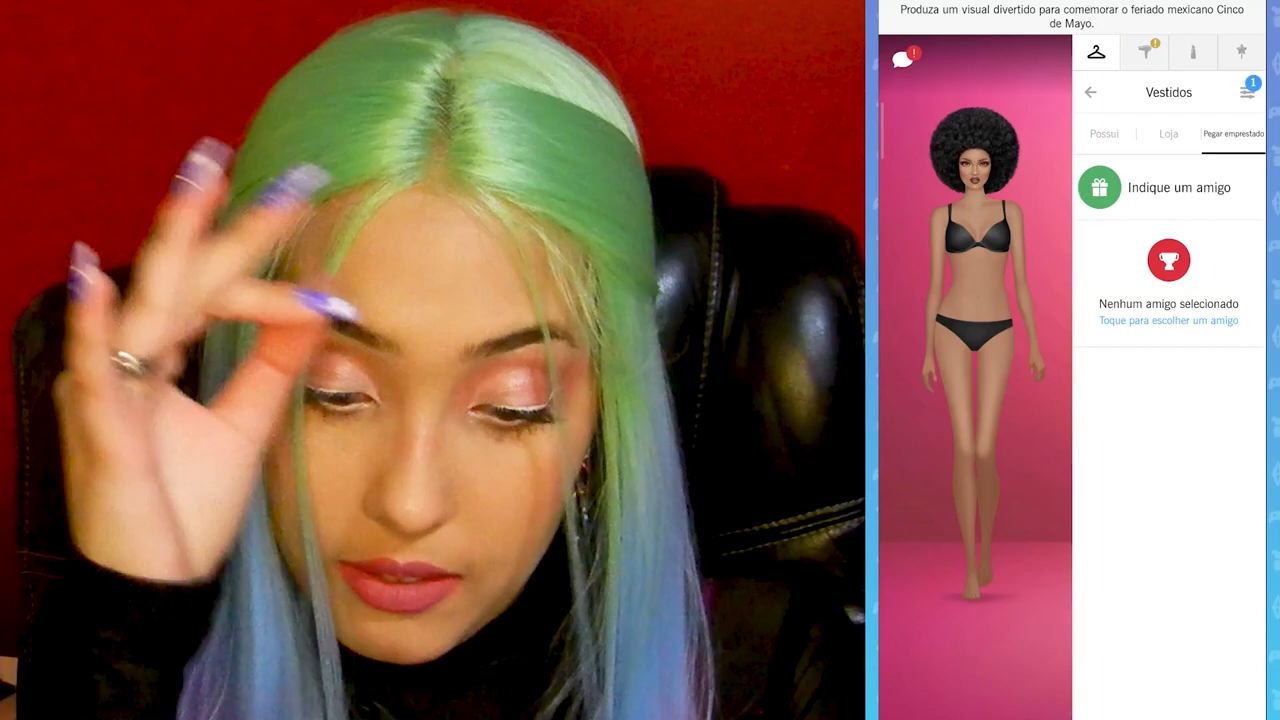 Produza um visual divertido para comemorar o feriado mexicano Cinco
de Mayo.
!
!
1
Vestidos
Possui
Loja
Pegar emprestado
Indique um amigo
Nenhum amigo selecionado
Toque para escolher um amigo